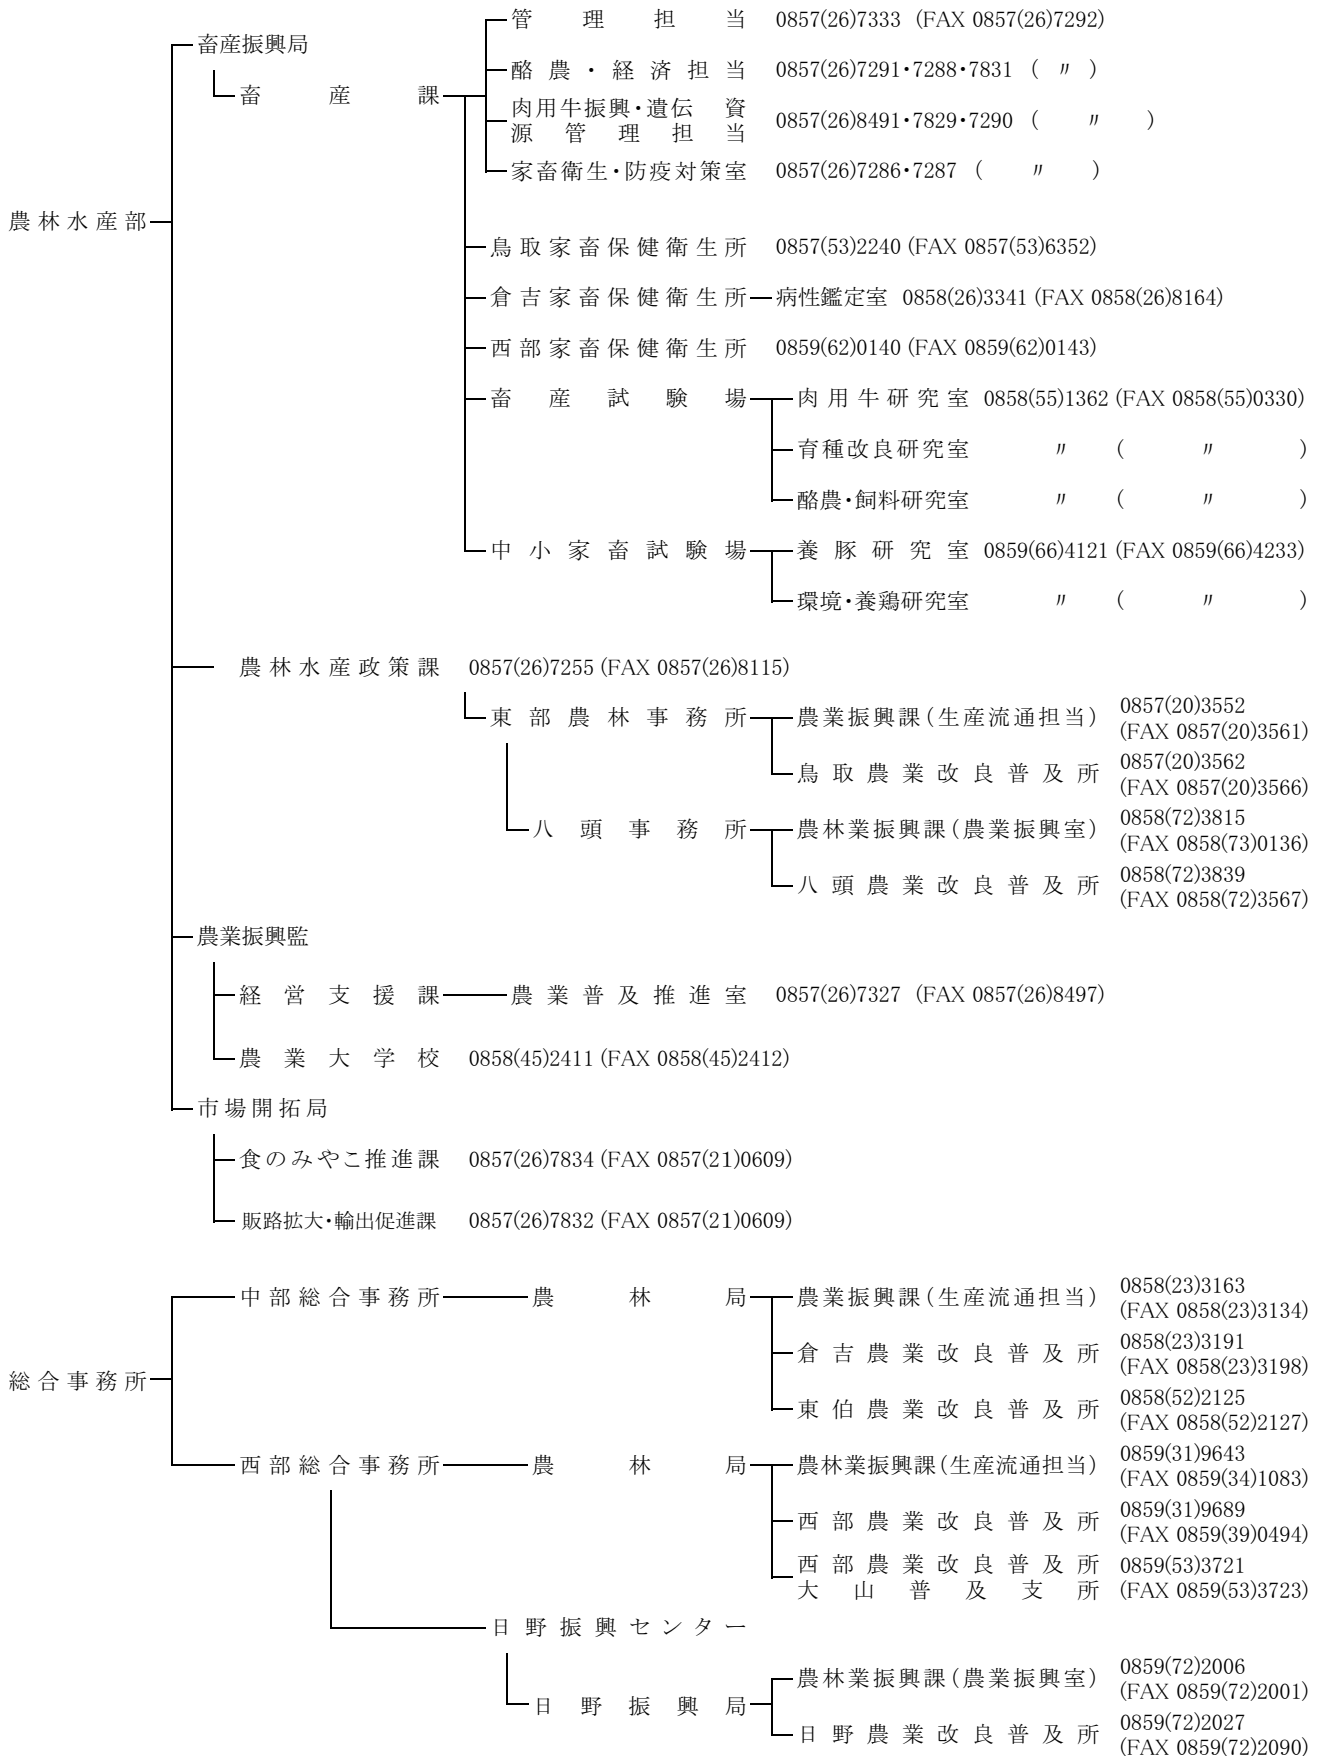 管理担当 0857(26)7333 (FAX 0857(26)7292)
畜産振興局
酪農・経済担当 0857(26)7291・7288・7831 (〃)
畜産課
肉用牛振興・遺伝資
源管理担当 0857(26)8491・7829・7290 (〃)
家畜衛生・防疫対策室 0857(26)7286・7287 (〃)
農林水産部
鳥取家畜保健衛生所 0857(53)2240 (FAX 0857(53)6352)
倉吉家畜保健衛生所 病性鑑定室 0858(26)3341 (FAX 0858(26)8164)
西部家畜保健衛生所 0859(62)0140 (FAX 0859(62)0143)
畜産試験場 肉用牛研究室 0858(55)1362 (FAX 0858(55)0330)
育種改良研究室 〃 (〃)
酪農・飼料研究室 〃 (〃)
中小家畜試験場 養豚研究室 0859(66)4121 (FAX 0859(66)4233)
環境・養鶏研究室 〃 (〃)
農林水産政策課 0857(26)7255 (FAX 0857(26)8115)
東部農林事務所 農業振興課(生産流通担当) 0857(20)3552
(FAX 0857(20)3561)
鳥取農業改良普及所 0857(20)3562
(FAX 0857(20)3566)
八頭事務所 農林業振興課(農業振興室) 0858(72)3815
(FAX 0858(73)0136)
八頭農業改良普及所 0858(72)3839
(FAX 0858(72)3567)
農業振興監
経営支援課 農業普及推進室 0857(26)7327 (FAX 0857(26)8497)
農業大学校 0858(45)2411 (FAX 0858(45)2412)
市場開拓局
食のみやこ推進課 0857(26)7834 (FAX 0857(21)0609)
販路拡大・輸出促進課 0857(26)7832 (FAX 0857(21)0609)
中部総合事務所 農林局 農業振興課(生産流通担当) 0858(23)3163
(FAX 0858(23)3134)
倉吉農業改良普及所 0858(23)3191
(FAX 0858(23)3198)
総合事務所
東伯農業改良普及所 0858(52)2125
(FAX 0858(52)2127)
西部総合事務所 農林局 農林業振興課(生産流通担当) 0859(31)9643
(FAX 0859(34)1083)
西部農業改良普及所 0859(31)9689
(FAX 0859(39)0494)
西部農業改良普及所 0859(53)3721
大山普及支所 (FAX 0859(53)3723)
日野振興センター
農林業振興課(農業振興室) 0859(72)2006
(FAX 0859(72)2001)
日野振興局
日野農業改良普及所 0859(72)2027
(FAX 0859(72)2090)